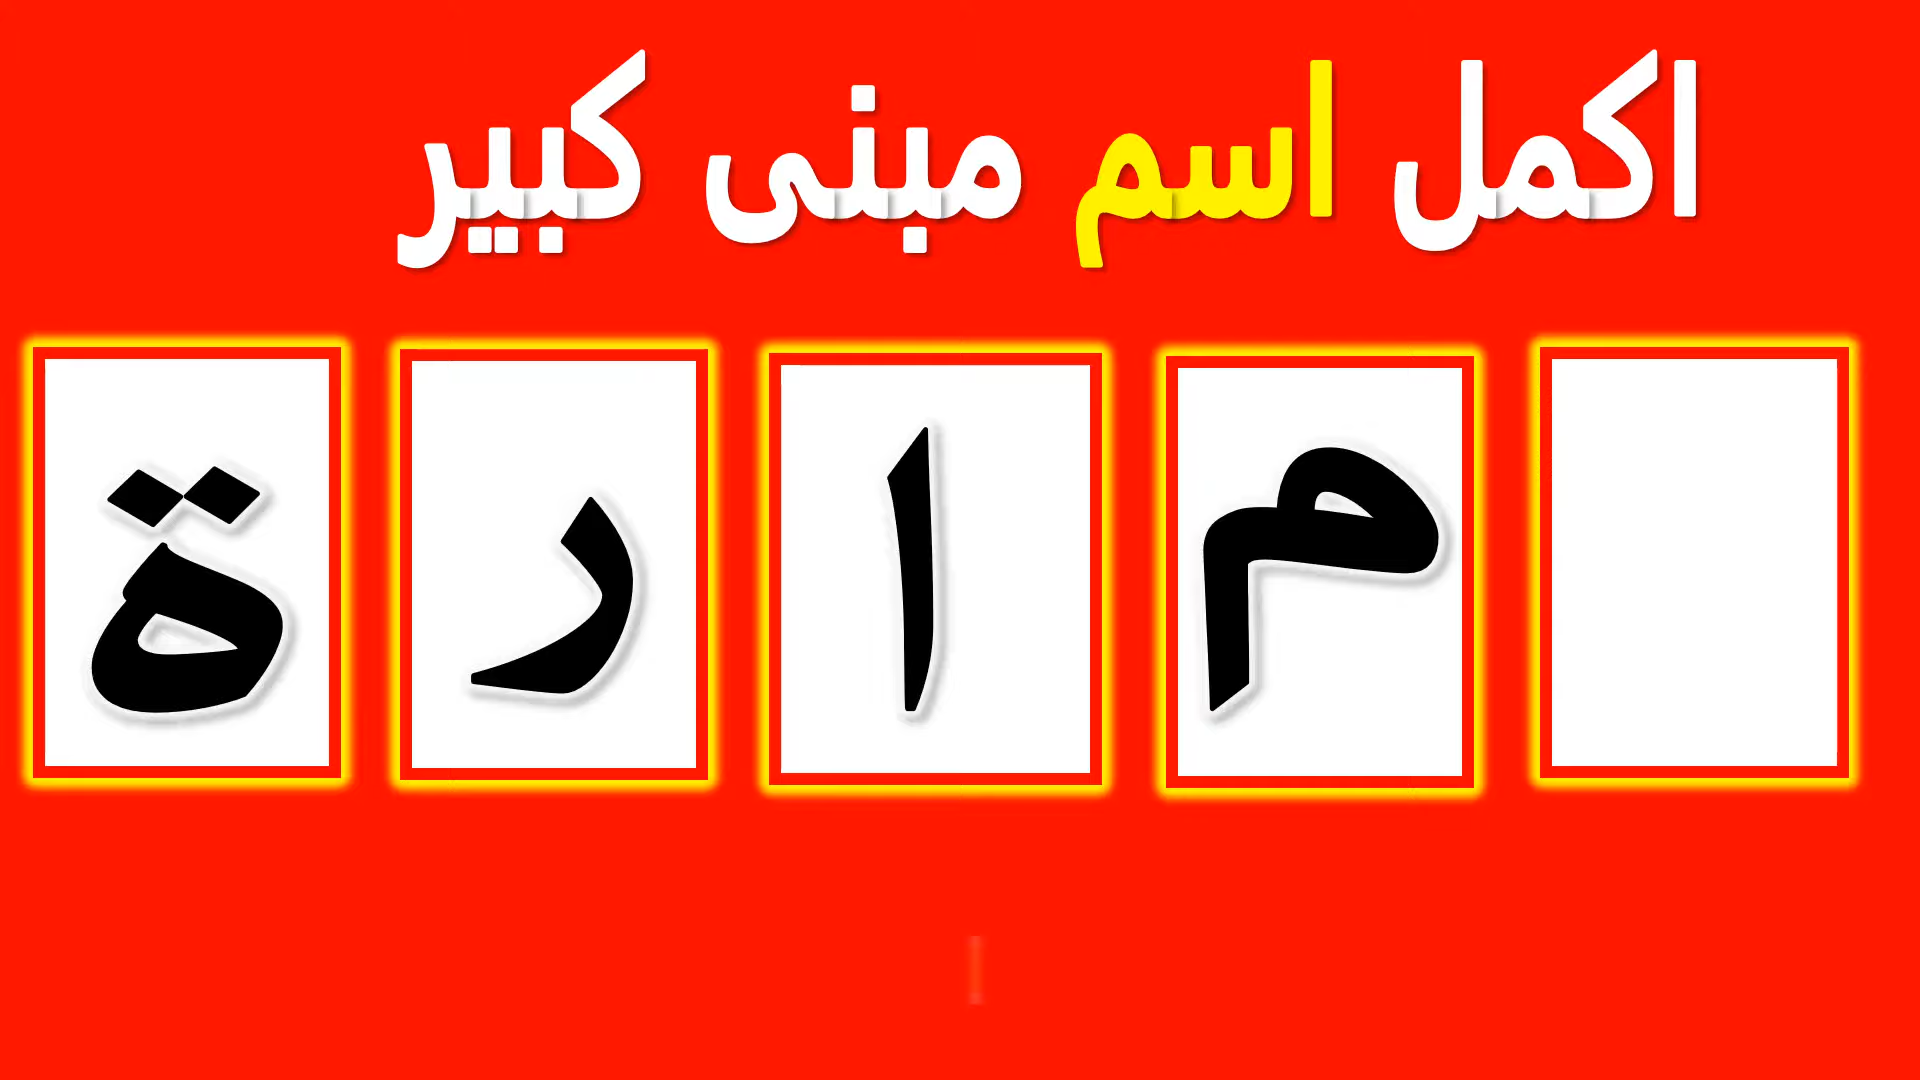 اكمل اسم مبنى كبير
م ا ر ة